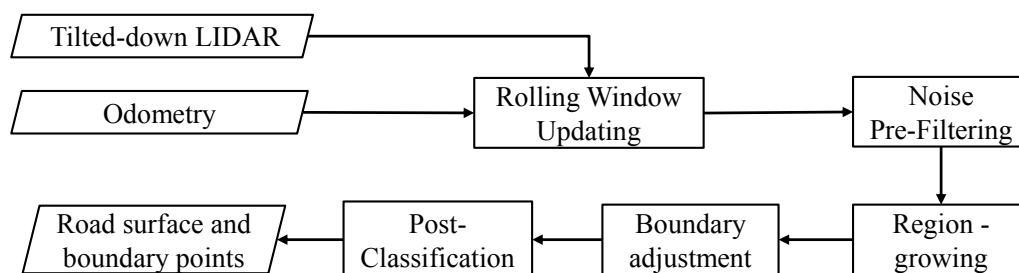 Tilted-down LIDAR
Odometry
Rolling Window
Updating
Noise
Pre-Filtering
Region -
growing
Boundary
adjustment
Post-
Classification
Road surface and
boundary points